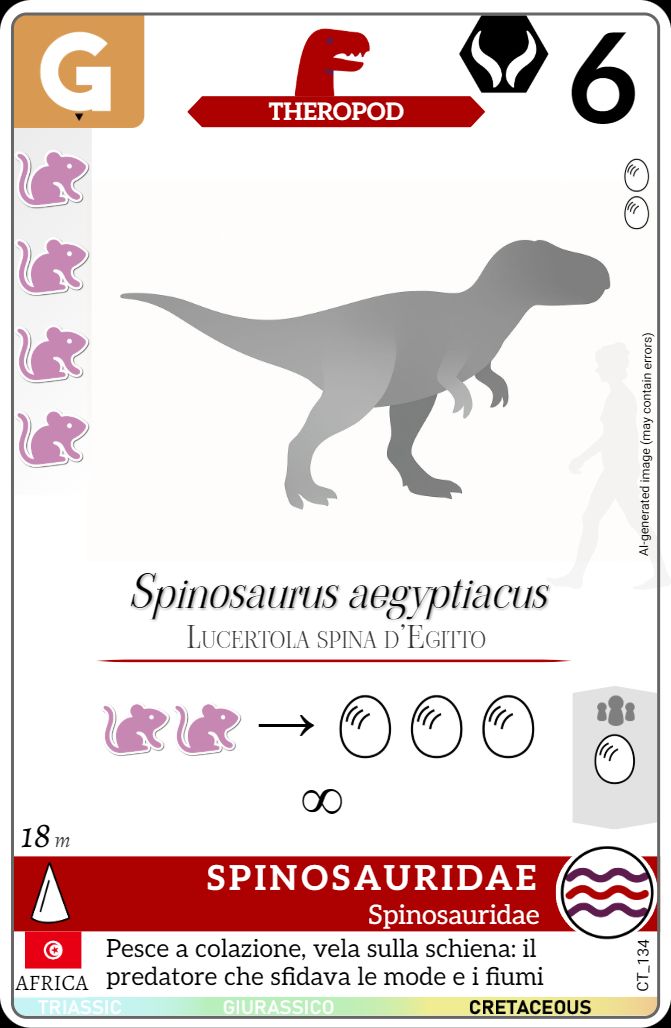 G
THEROPOD
6
AI-generated image (may contain errors)
Spinosaurus aegyptiacus
Lucertola spina d'Egitto
∞
18 m
SPINOSAURIDAE
Spinosauridae
AFRICA
Pesce a colazione, vela sulla schiena: il
predatore che sfidava le mode e i fiumi
CT_134
TRIASSIC
GIURASSICO
CRETACEOUS